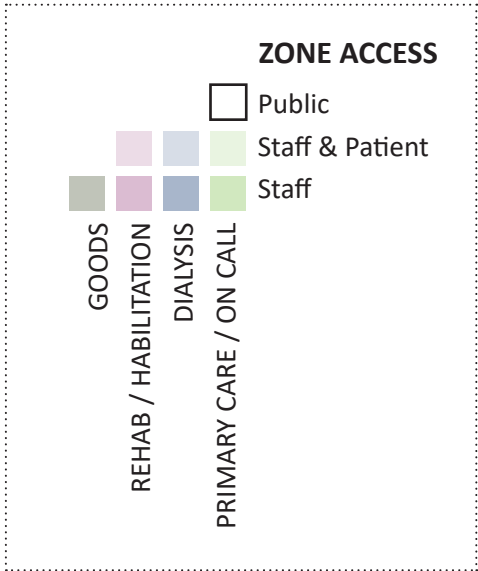 ZONE ACCESS
Public
Staff & Patient
Staff
GOODS
REHAB / HABILITATION
DIALYSIS
PRIMARY CARE / ON CALL